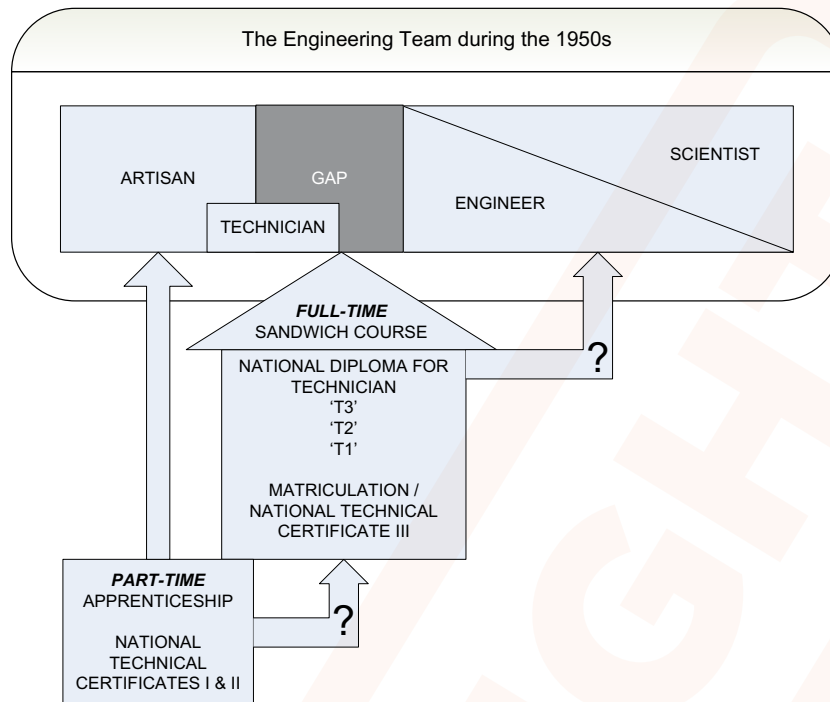 The Engineering Team during the 1950s
ARTISAN
GAP
SCIENTIST
ENGINEER
TECHNICIAN
FULL-TIME
SANDWICH COURSE
NATIONAL DIPLOMA FOR
TECHNICIAN
‘T3’
‘T2’
‘T1’
?
MATRICULATION /
NATIONAL TECHNICAL
CERTIFICATE III
PART-TIME
APPRENTICESHIP
NATIONAL
TECHNICAL
CERTIFICATES I & II
?